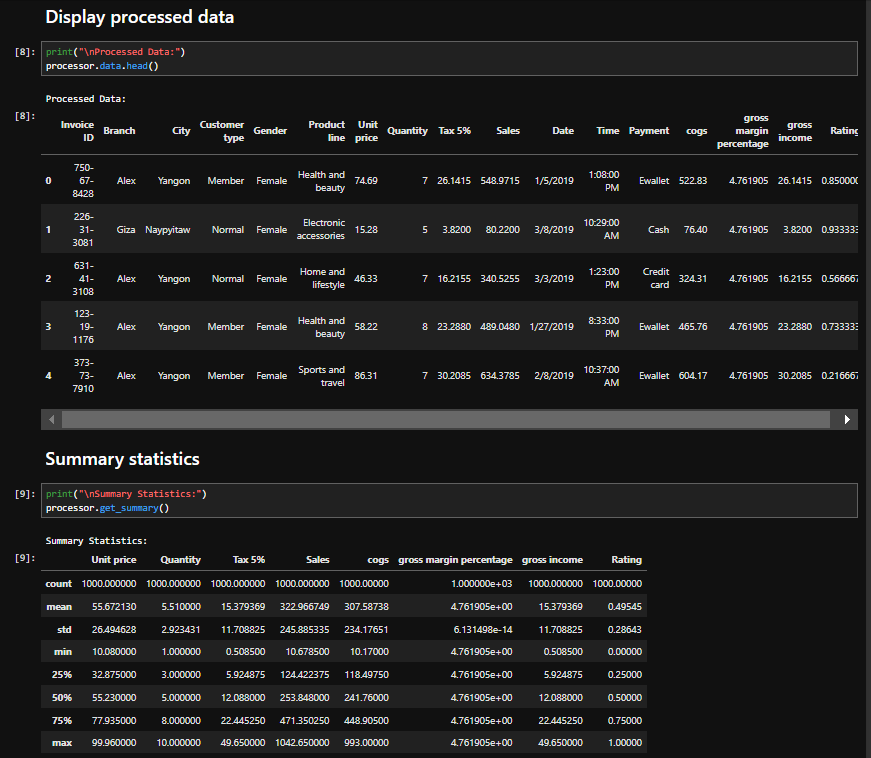 Display processed data
[8]: print("\nProcessed Data:")
processor.data.head()
Processed Data:
[8]:
Invoice ID Branch City Customer type Gender Product line Unit price Quantity Tax 5% Sales Date Time Payment cogs gross margin percentage gross income Rating
0 750-67-8428 Alex Yangon Member Female Health and beauty 74.69 7 26.1415 548.9715 1/5/2019 1:08:00 PM Ewallet 522.83 4.761905 26.1415 0.850000
1 226-31-3081 Giza Naypyitaw Normal Female Electronic accessories 15.28 5 3.8200 80.2200 3/8/2019 10:29:00 AM Cash 76.40 4.761905 3.8200 0.933333
2 631-41-3108 Alex Yangon Normal Female Home and lifestyle 46.33 7 16.2155 340.5255 3/3/2019 1:23:00 PM Credit card 324.31 4.761905 16.2155 0.566667
3 123-19-1176 Alex Yangon Member Female Health and beauty 58.22 8 23.2880 489.0480 1/27/2019 8:33:00 PM Ewallet 465.76 4.761905 23.2880 0.733333
4 373-73-7910 Alex Yangon Member Female Sports and travel 86.31 7 30.2085 634.3785 2/8/2019 10:37:00 AM Ewallet 604.17 4.761905 30.2085 0.216667
Summary statistics
[9]: print("\nSummary Statistics:")
processor.get_summary()
Summary Statistics:
[9]:
Unit price Quantity Tax 5% Sales cogs gross margin percentage gross income Rating
count 1000.000000 1000.000000 1000.000000 1000.000000 1000.00000 1.000000e+03 1000.000000 1000.00000
mean 55.672130 5.510000 15.379369 322.966749 307.58738 4.761905e+00 15.379369 0.49545
std 26.494628 2.923431 11.708825 245.885335 234.17651 6.131498e-14 11.708825 0.28643
min 10.080000 1.000000 0.508500 10.678500 10.17000 4.761905e+00 0.508500 0.00000
25% 32.875000 3.000000 5.924875 124.422375 118.49750 4.761905e+00 5.924875 0.25000
50% 55.230000 5.000000 12.088000 253.848000 241.76000 4.761905e+00 12.088000 0.50000
75% 77.935000 8.000000 22.445250 471.350250 448.90500 4.761905e+00 22.445250 0.75000
max 99.960000 10.000000 49.650000 1042.650000 993.00000 4.761905e+00 49.650000 1.00000